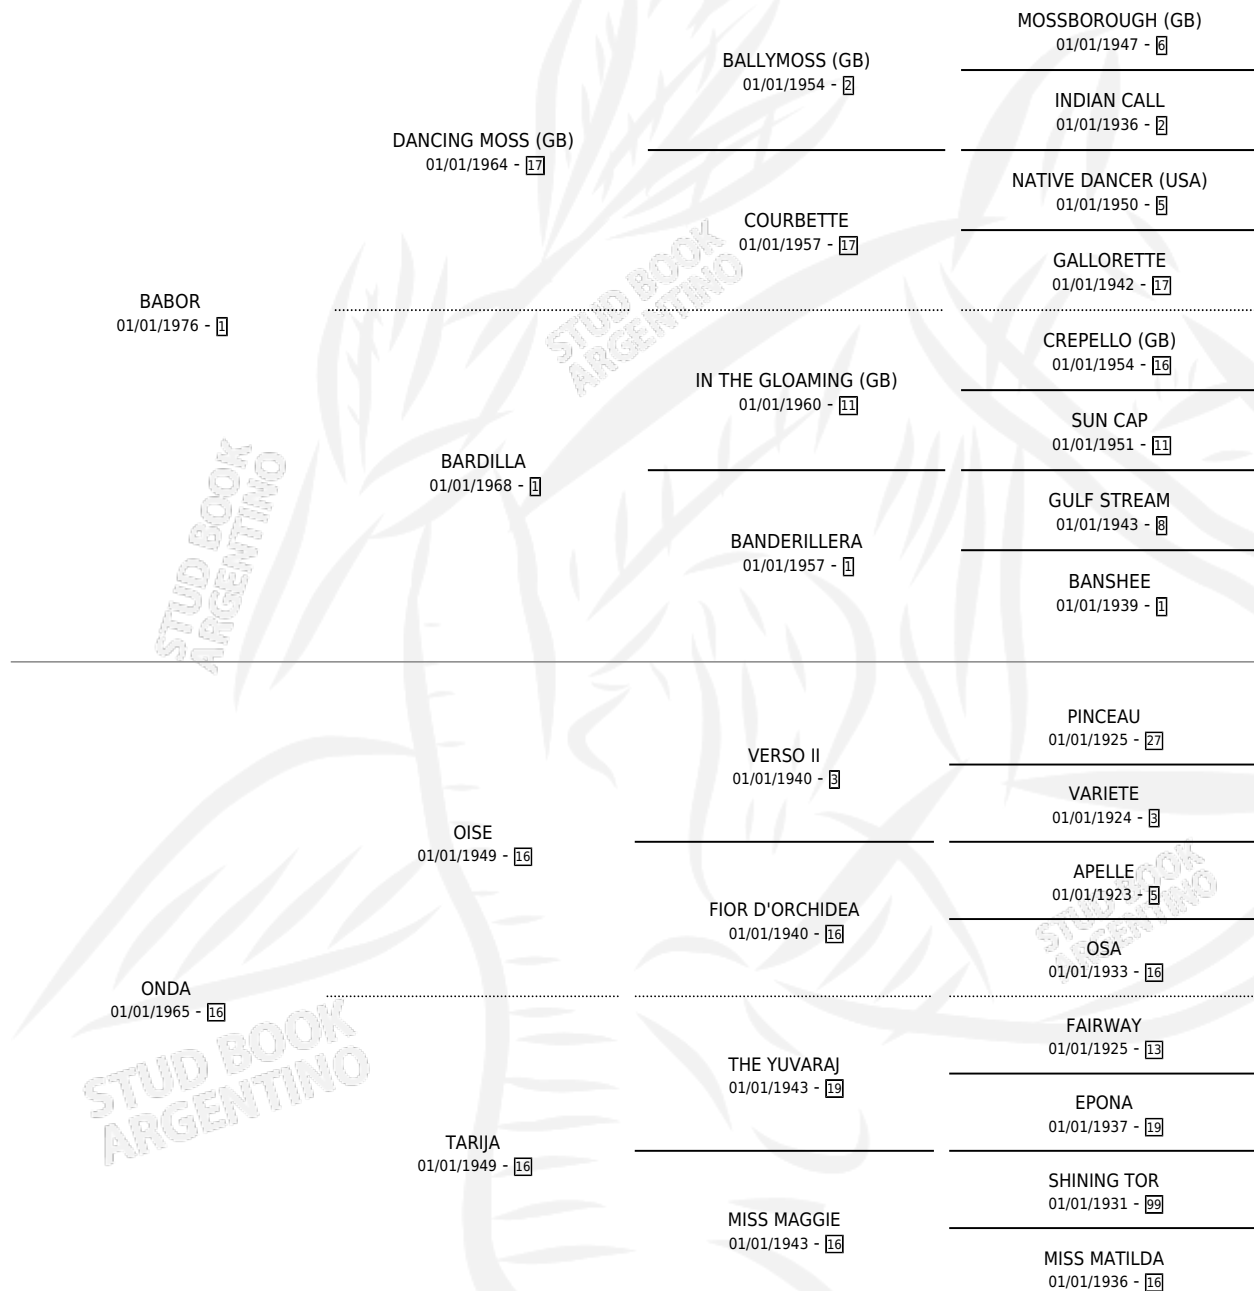 MOSSBOROUGH (GB)
01/01/1947 - 6
BALLYMOSS (GB)
01/01/1954 - 2
INDIAN CALL
01/01/1936 - 2
DANCING MOSS (GB)
01/01/1964 - 17
NATIVE DANCER (USA)
01/01/1950 - 5
COURBETTE
01/01/1957 - 17
GALLORETTE
01/01/1942 - 17
BABOR
01/01/1976 - 1
CREPELLO (GB)
01/01/1954 - 16
IN THE GLOAMING (GB)
01/01/1960 - 11
SUN CAP
01/01/1951 - 11
BARDILLA
01/01/1968 - 1
GULF STREAM
01/01/1943 - 8
BANDERILLERA
01/01/1957 - 1
BANSHEE
01/01/1939 - 1
PINCEAU
01/01/1925 - 27
VERSO II
01/01/1940 - 3
VARIETE
01/01/1924 - 3
OISE
01/01/1949 - 16
APELLE
01/01/1923 - 5
FIOR D'ORCHIDEA
01/01/1940 - 16
OSA
01/01/1933 - 16
ONDA
01/01/1965 - 16
FAIRWAY
01/01/1925 - 13
THE YUVARAJ
01/01/1943 - 19
EPONA
01/01/1937 - 19
TARIJA
01/01/1949 - 16
SHINING TOR
01/01/1931 - 99
MISS MAGGIE
01/01/1943 - 16
MISS MATILDA
01/01/1936 - 16
STUD BOOK
ARGENTINO
STUD BOOK
ARGENTINO
STUD BOOK
ARGENTINO
STUD BOOK
ARGENTINO